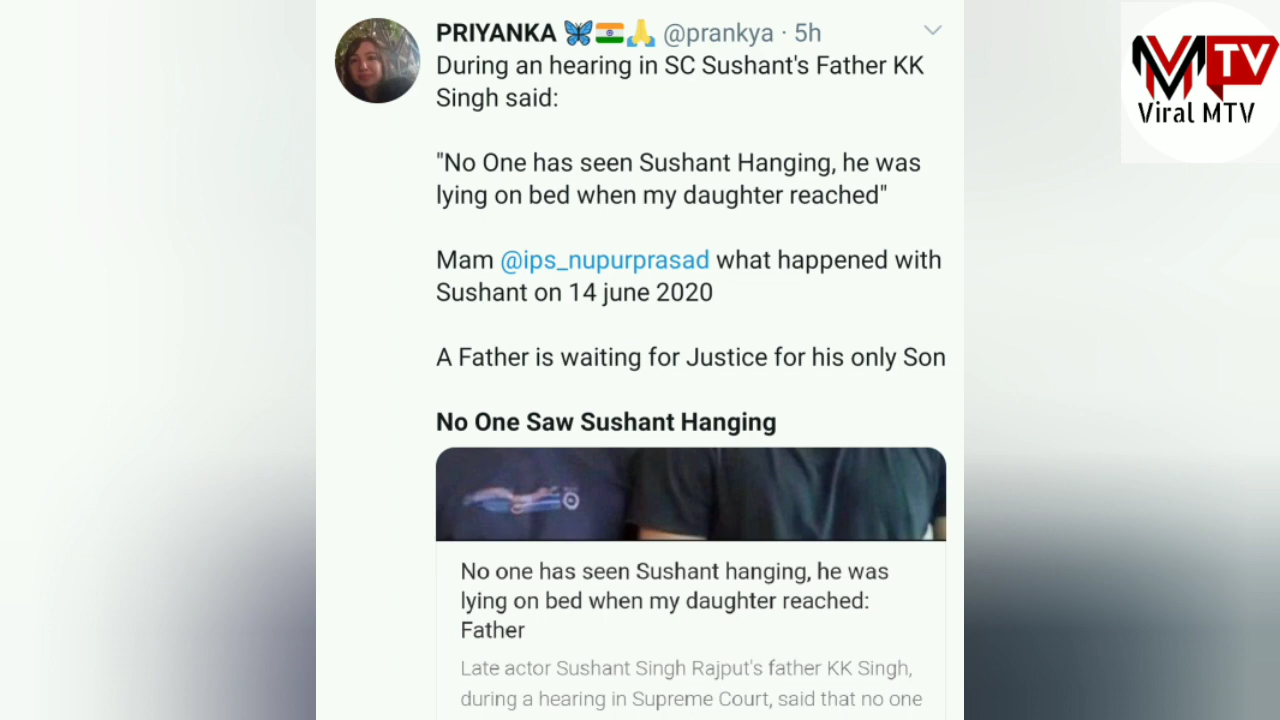 PRIYANKA 🦋🇮🇳🙏 @prankya · 5h
During an hearing in SC Sushant's Father KK
Singh said:
"No One has seen Sushant Hanging, he was
lying on bed when my daughter reached"
Mam @ips_nupurprasad what happened with
Sushant on 14 june 2020
A Father is waiting for Justice for his only Son
No One Saw Sushant Hanging
No one has seen Sushant hanging, he was
lying on bed when my daughter reached:
Father
Late actor Sushant Singh Rajput's father KK Singh,
during a hearing in Supreme Court, said that no one
MTV
Viral MTV